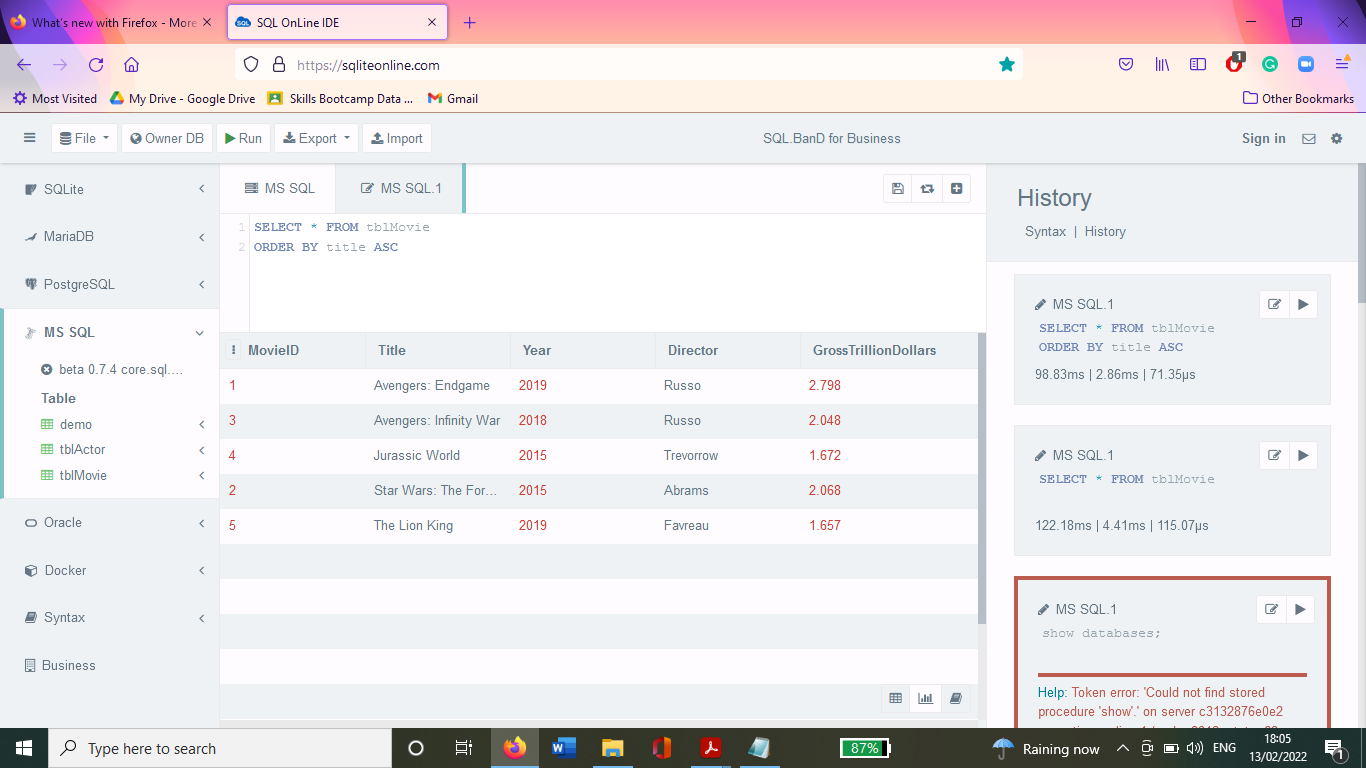 What's new with Firefox - More
SQL OnLine IDE
https://sqliteonline.com
1
Most Visited
My Drive - Google Drive
Skills Bootcamp Data ...
Gmail
Other Bookmarks
File
Owner DB
Run
Export
Import
SQL.BanD for Business
Sign in
SQLite
MariaDB
PostgreSQL
MS SQL
beta 0.7.4 core.sql....
Table
demo
tblActor
tblMovie
Oracle
Docker
Syntax
Business
MS SQL
MS SQL.1
1 SELECT * FROM tblMovie
2 ORDER BY title ASC
MovieID Title Year Director GrossTrillionDollars
1 Avengers: Endgame 2019 Russo 2.798
3 Avengers: Infinity War 2018 Russo 2.048
4 Jurassic World 2015 Trevorrow 1.672
2 Star Wars: The For... 2015 Abrams 2.068
5 The Lion King 2019 Favreau 1.657
History
Syntax | History
MS SQL.1
SELECT * FROM tblMovie
ORDER BY title ASC
98.83ms | 2.86ms | 71.35µs
MS SQL.1
SELECT * FROM tblMovie
122.18ms | 4.41ms | 115.07µs
MS SQL.1
show databases;
Help: Token error: 'Could not find stored
procedure 'show'.' on server c3132876e0e2
Type here to search
87%
Raining now
ENG
18:05
13/02/2022
1